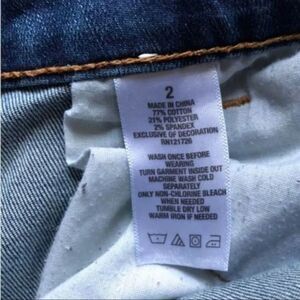 2
MADE IN CHINA
77% COTTON
21% POLYESTER
2% SPANDEX
EXCLUSIVE OF DECORATION
RN121726
WASH ONCE BEFORE
WEARING
TURN GARMENT INSIDE OUT
MACHINE WASH COLD
SEPARATELY
ONLY NON-CHLORINE BLEACH
WHEN NEEDED
TUMBLE DRY LOW
WARM IRON IF NEEDED